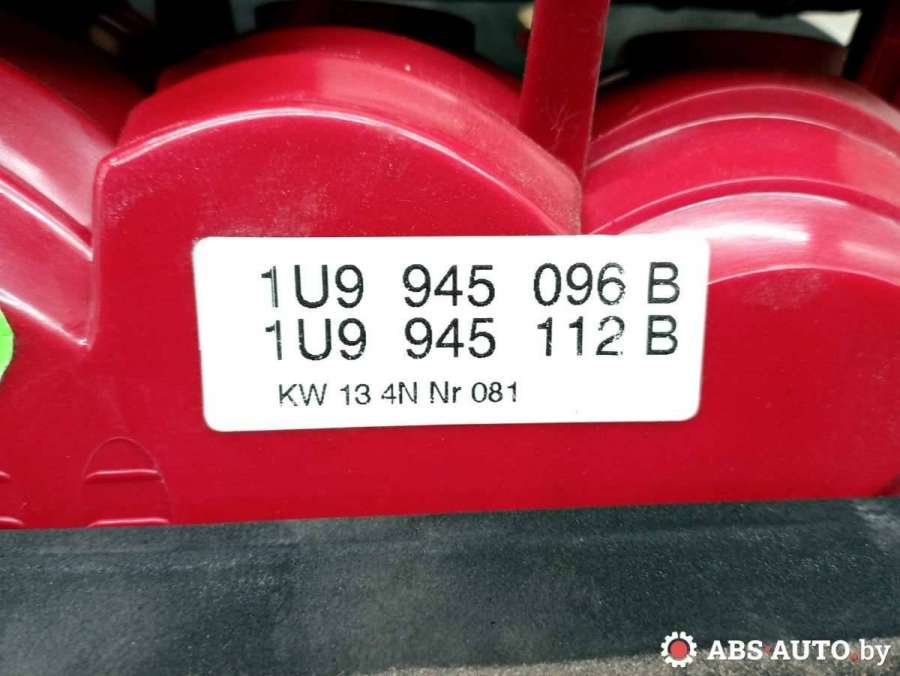 1U9 945 096 B
1U9 945 112 B
KW 13 4N Nr 081
ABS-AUTO.by